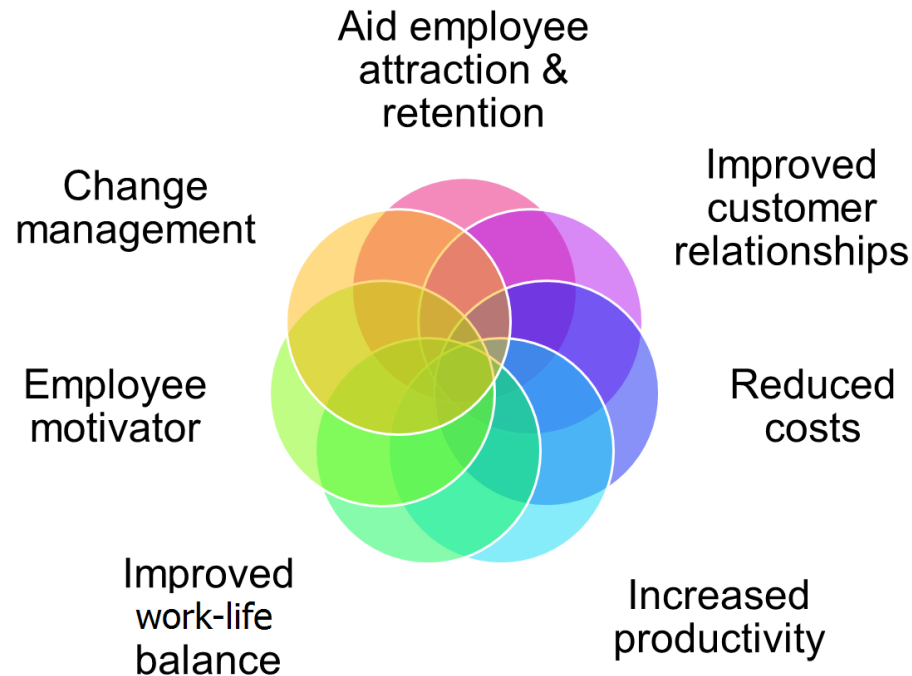 Aid employee
attraction &
retention
Improved
customer
relationships
Reduced
costs
Increased
productivity
Improved
work-life
balance
Employee
motivator
Change
management